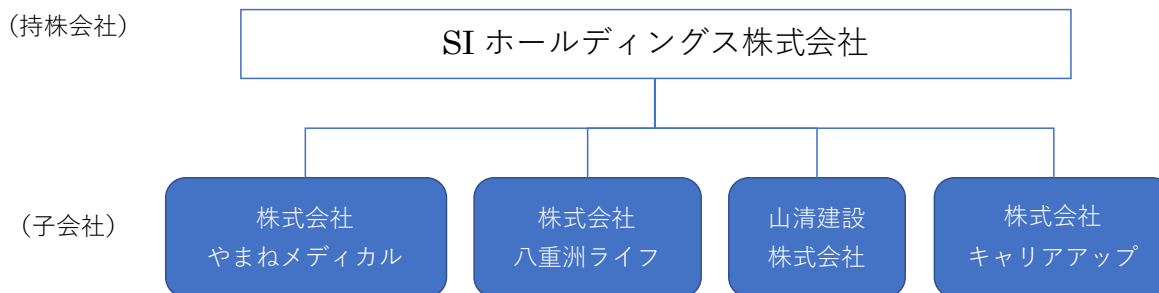 (持株会社)
SI ホールディングス株式会社
(子会社)
株式会社
やまねメディカル
株式会社
八重洲ライフ
山清建設
株式会社
株式会社
キャリアアップ